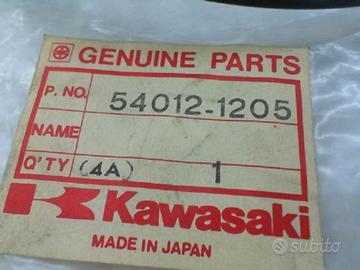 GENUINE PARTS
P. NO. 54012-1205
NAME
Q'TY (4A) 1
Kawasaki
MADE IN JAPAN
subito